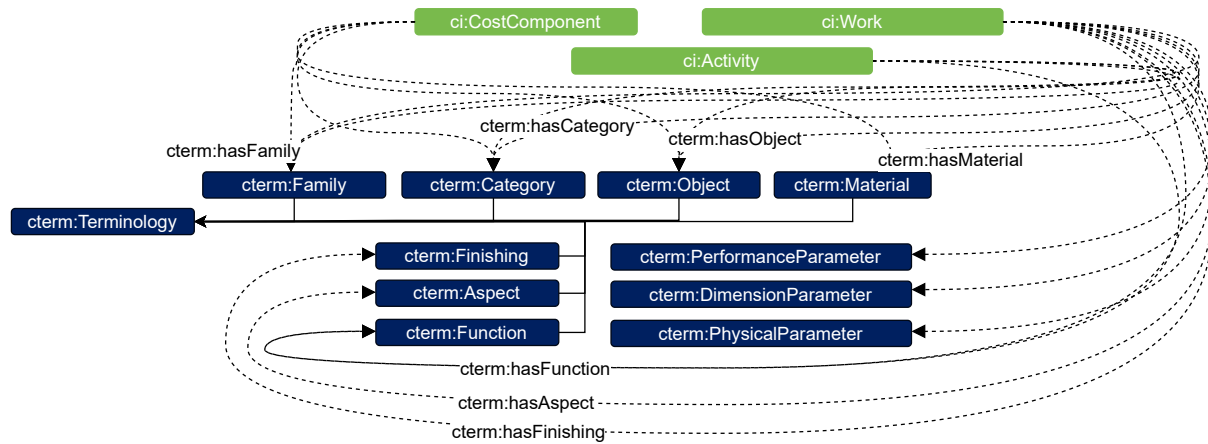 ci:CostComponent
ci:Work
ci:Activity
cterm:hasCategory
cterm:hasObject
cterm:hasFamily
cterm:hasMaterial
cterm:Family
cterm:Category
cterm:Object
cterm:Material
cterm:Terminology
cterm:Finishing
cterm:PerformanceParameter
cterm:Aspect
cterm:DimensionParameter
cterm:Function
cterm:PhysicalParameter
cterm:hasFunction
cterm:hasAspect
cterm:hasFinishing